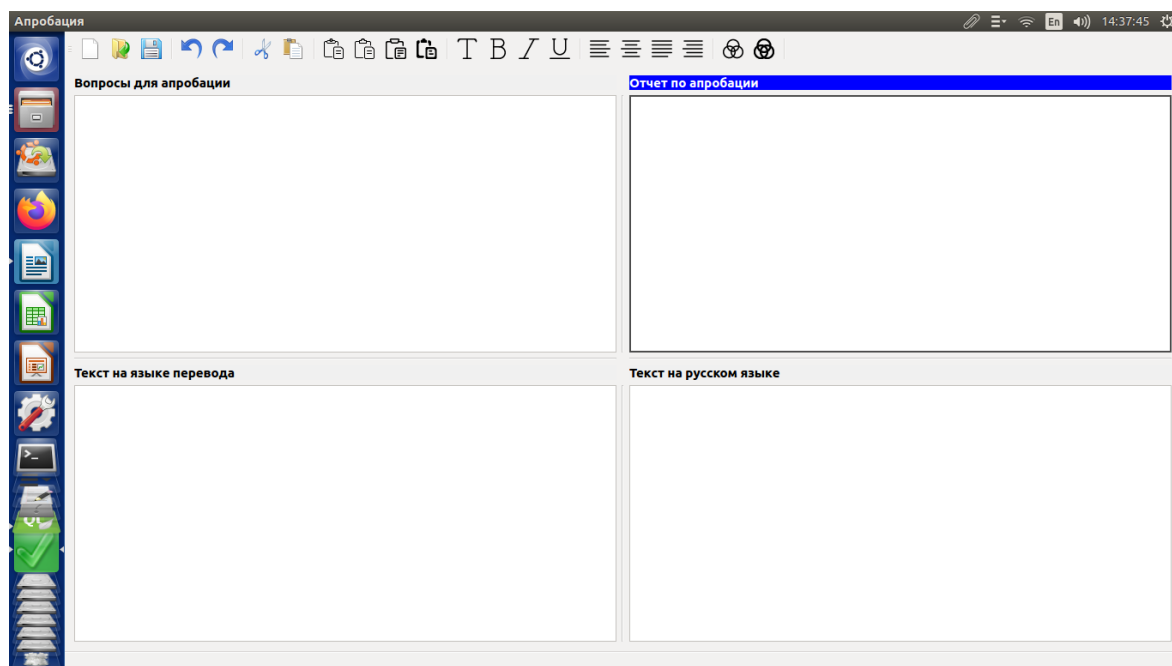 Апробация
En
14:37:45
T B I U
Вопросы для апробации
Отчет по апробации
Текст на языке перевода
Текст на русском языке